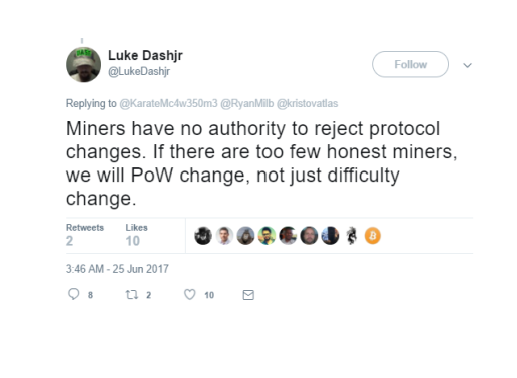 Luke Dashjr
@LukeDashjr
Follow
Replying to @KarateMc4w350m3 @RyanMillb @kristovatlas
Miners have no authority to reject protocol
changes. If there are too few honest miners,
we will PoW change, not just difficulty
change.
Retweets Likes
2 10
3:46 AM - 25 Jun 2017
8 2 10